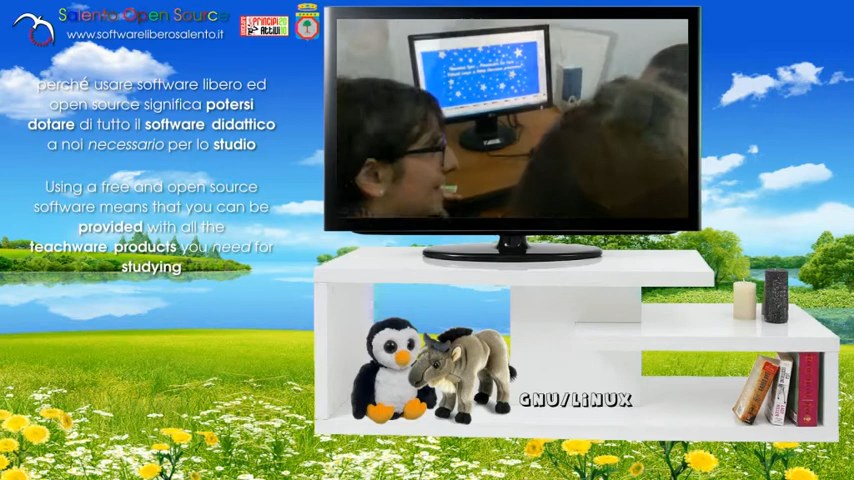 Salento Open Source
www.softwareliberosalento.it
perché usare software libero ed
open source significa potersi
dotare di tutto il software didattico
a noi necessario per lo studio
Using a free and open source
software means that you can be
provided with all the
teachware products you need for
studying
GNU/LINUX